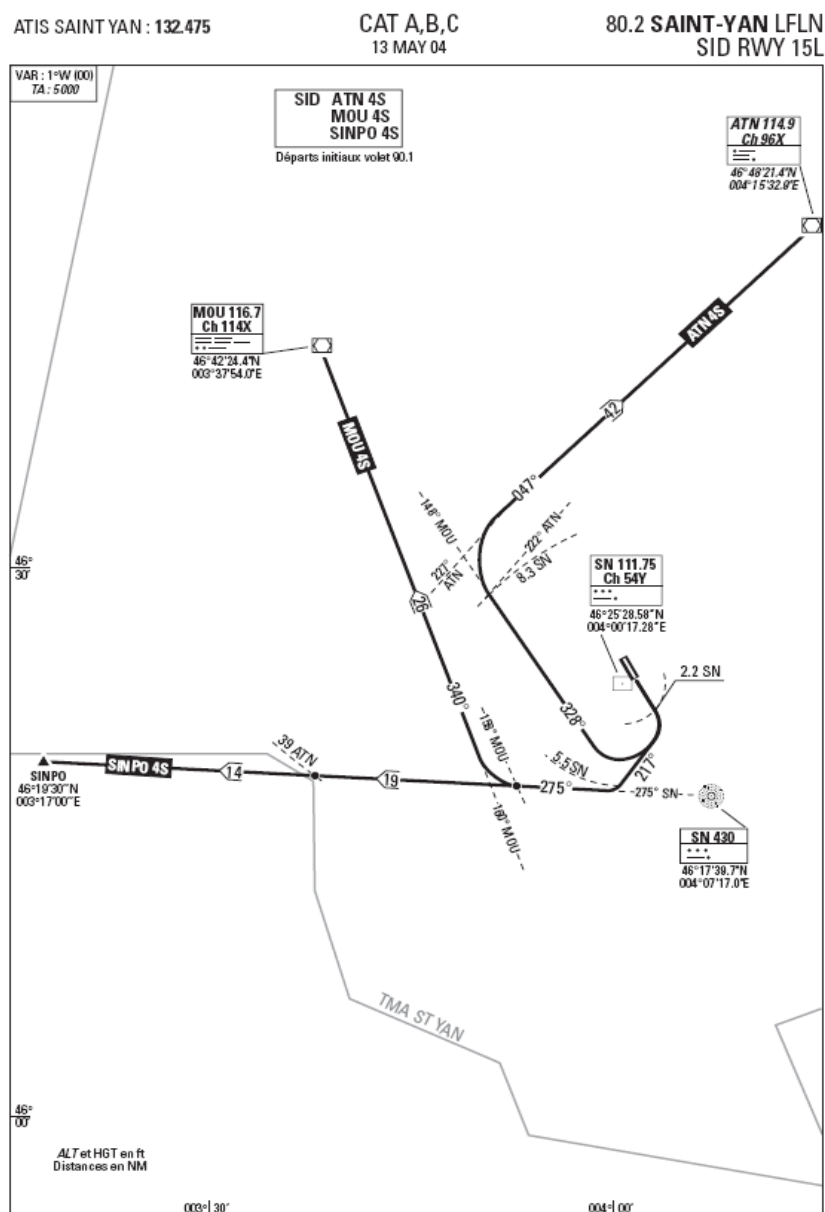 ATIS SAINT YAN : 132.475
CAT A,B,C
13 MAY 04
80.2 SAINT-YAN LFLN
SID RWY 15L
VAR : 1°W (00)
TA : 5000
SID ATN 4S
MOU 4S
SINPO 4S
Départs initiaux volet 90.1
ATN 114.9
Ch 96X
46°48'21.4"N
004°15'32.9"E
MOU 116.7
Ch 114X
46°42'24.4"N
003°37'54.0"E
ATN 4S
MOU 4S
42
047°
148° MOU
222° ATN
8.3 SN
227°
ATN
46°
30'
SN 111.75
Ch 54Y
46°25'28.58"N
004°00'17.28"E
26
2.2 SN
340°
328°
158° MOU
217°
39 ATN
5.5 SN
SINPO 4S
14
19
275°
275° SN
SINPO
46°19'30"N
003°17'00"E
160° MOU
SN 430
46°17'39.7"N
004°07'17.0"E
TMA ST YAN
46°
00'
ALT et HGT en ft
Distances en NM
003° 30'
004° 00'